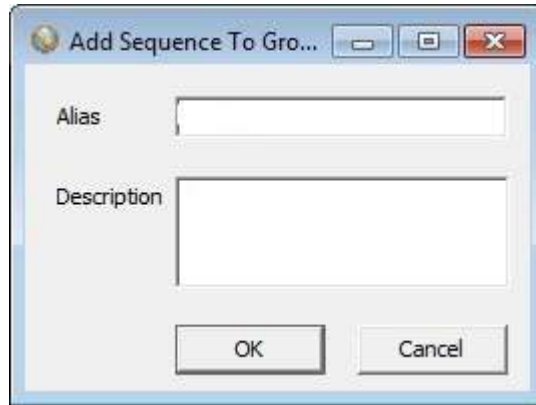 Add Sequence To Gro...
Alias
Description
OK
Cancel